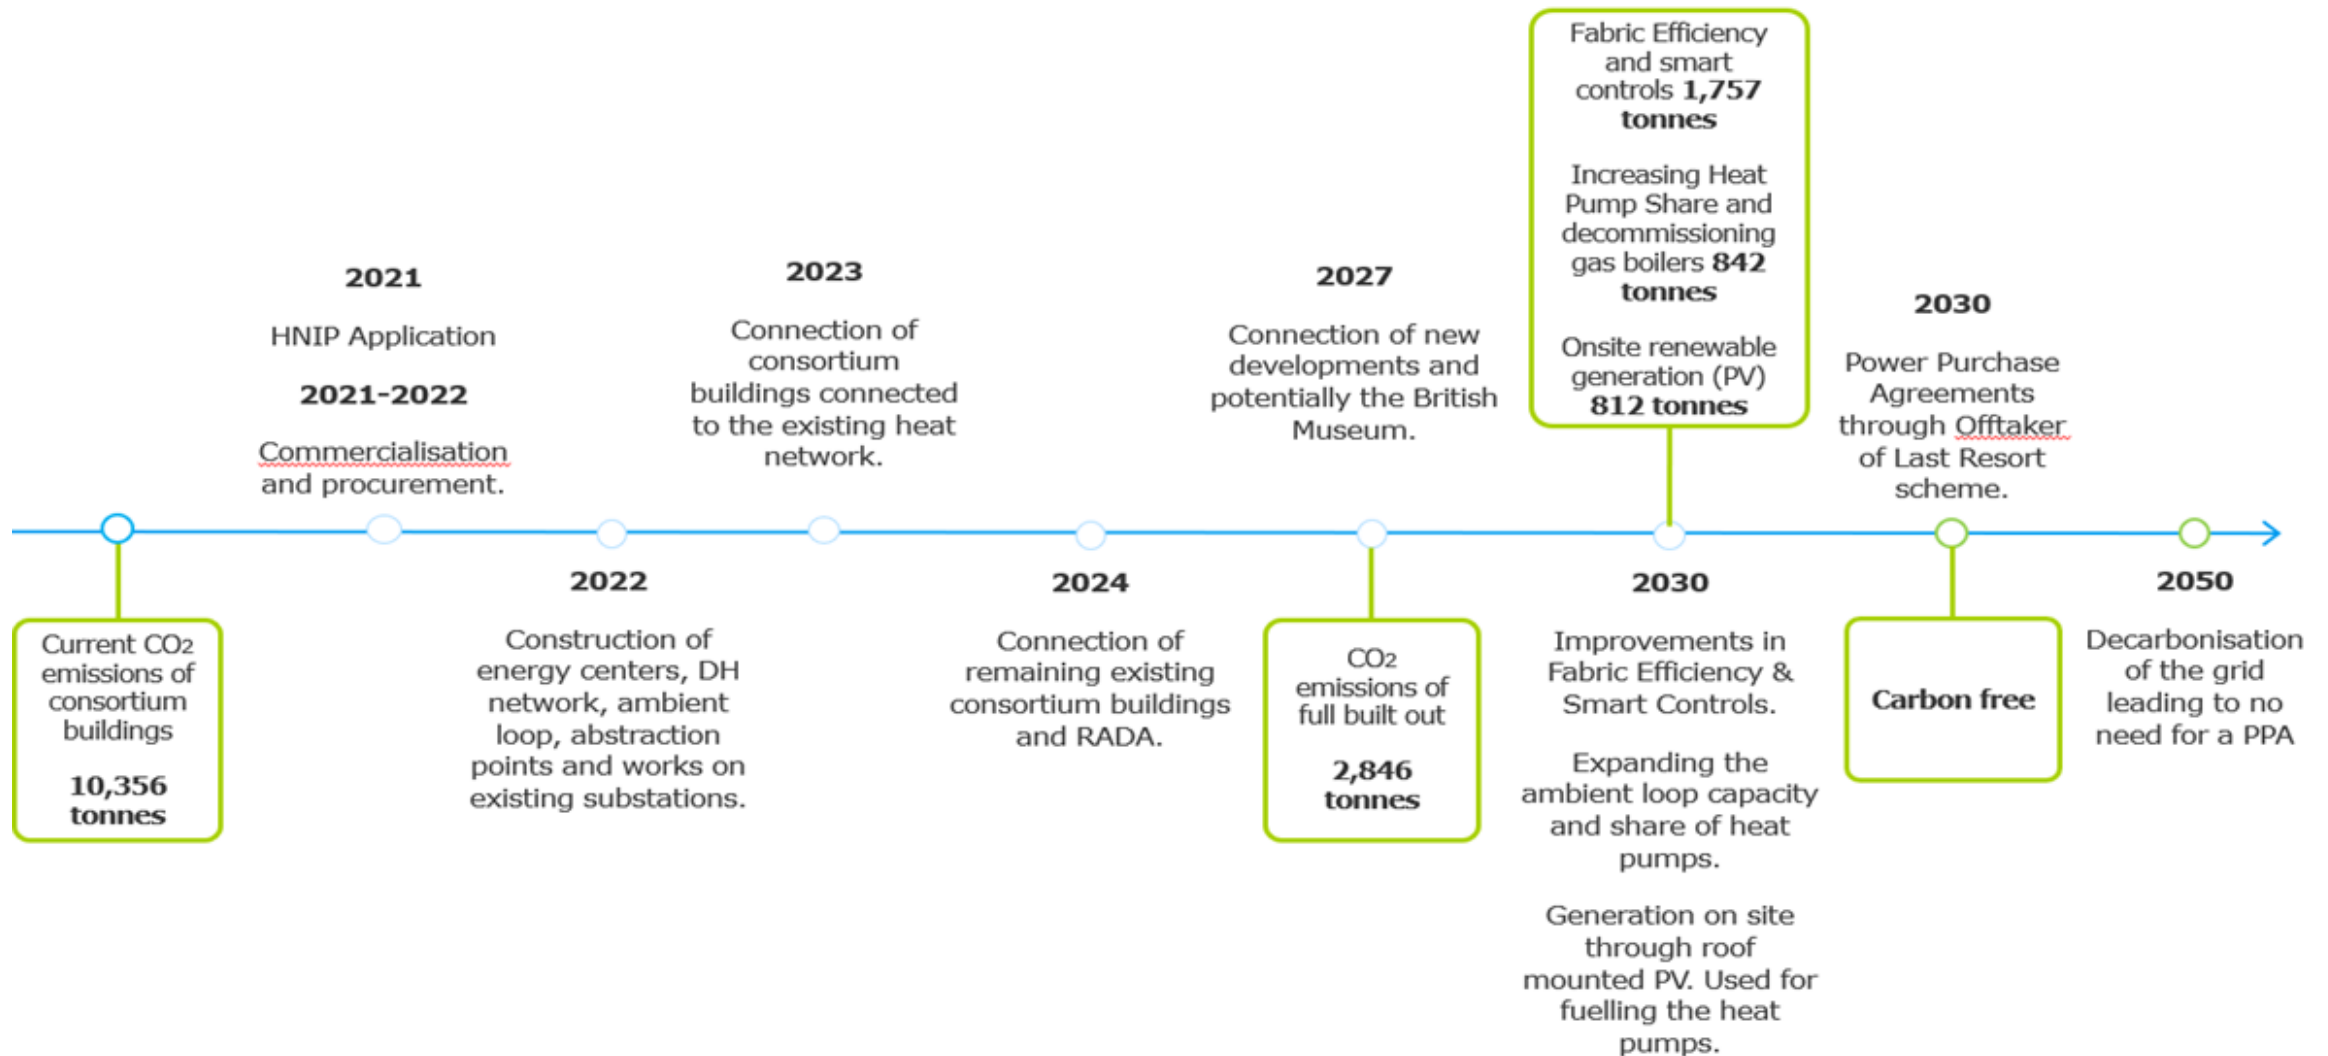 Current CO2
emissions of
consortium
buildings
10,356
tonnes
2021
HNIP Application
2021-2022
Commercialisation
and procurement.
2022
Construction of
energy centers, DH
network, ambient
loop, abstraction
points and works on
existing substations.
2023
Connection of
consortium
buildings connected
to the existing heat
network.
2024
Connection of
remaining existing
consortium buildings
and RADA.
2027
Connection of new
developments and
potentially the British
Museum.
CO2
emissions of
full built out
2,846
tonnes
Fabric Efficiency
and smart
controls 1,757
tonnes
Increasing Heat
Pump Share and
decommissioning
gas boilers 842
tonnes
Onsite renewable
generation (PV)
812 tonnes
2030
Improvements in
Fabric Efficiency &
Smart Controls.
Expanding the
ambient loop capacity
and share of heat
pumps.
Generation on site
through roof
mounted PV. Used for
fuelling the heat
pumps.
2030
Power Purchase
Agreements
through Offtaker
of Last Resort
scheme.
Carbon free
2050
Decarbonisation
of the grid
leading to no
need for a PPA